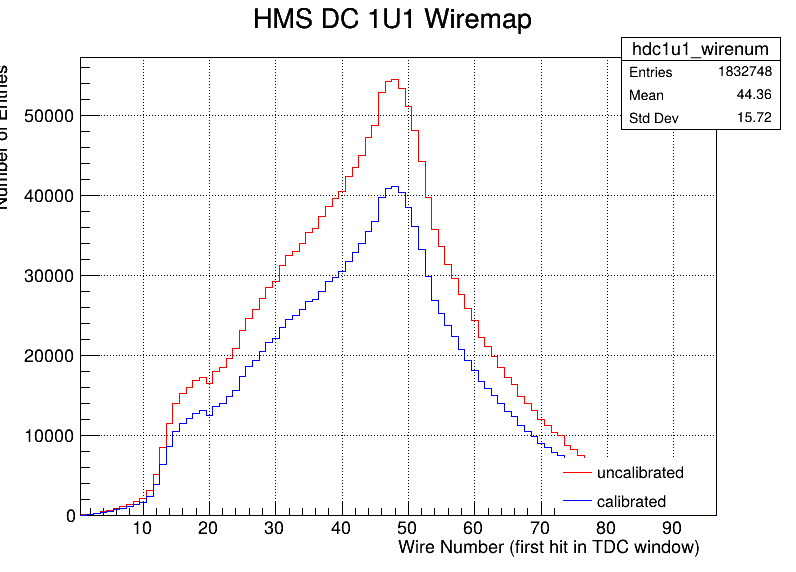 HMS DC 1U1 Wiremap
hdc1u1_wirenum
Entries 1832748
Mean 44.36
Std Dev 15.72
Number of Entries
50000
40000
30000
20000
10000
0
uncalibrated
calibrated
10 20 30 40 50 60 70 80 90
Wire Number (first hit in TDC window)